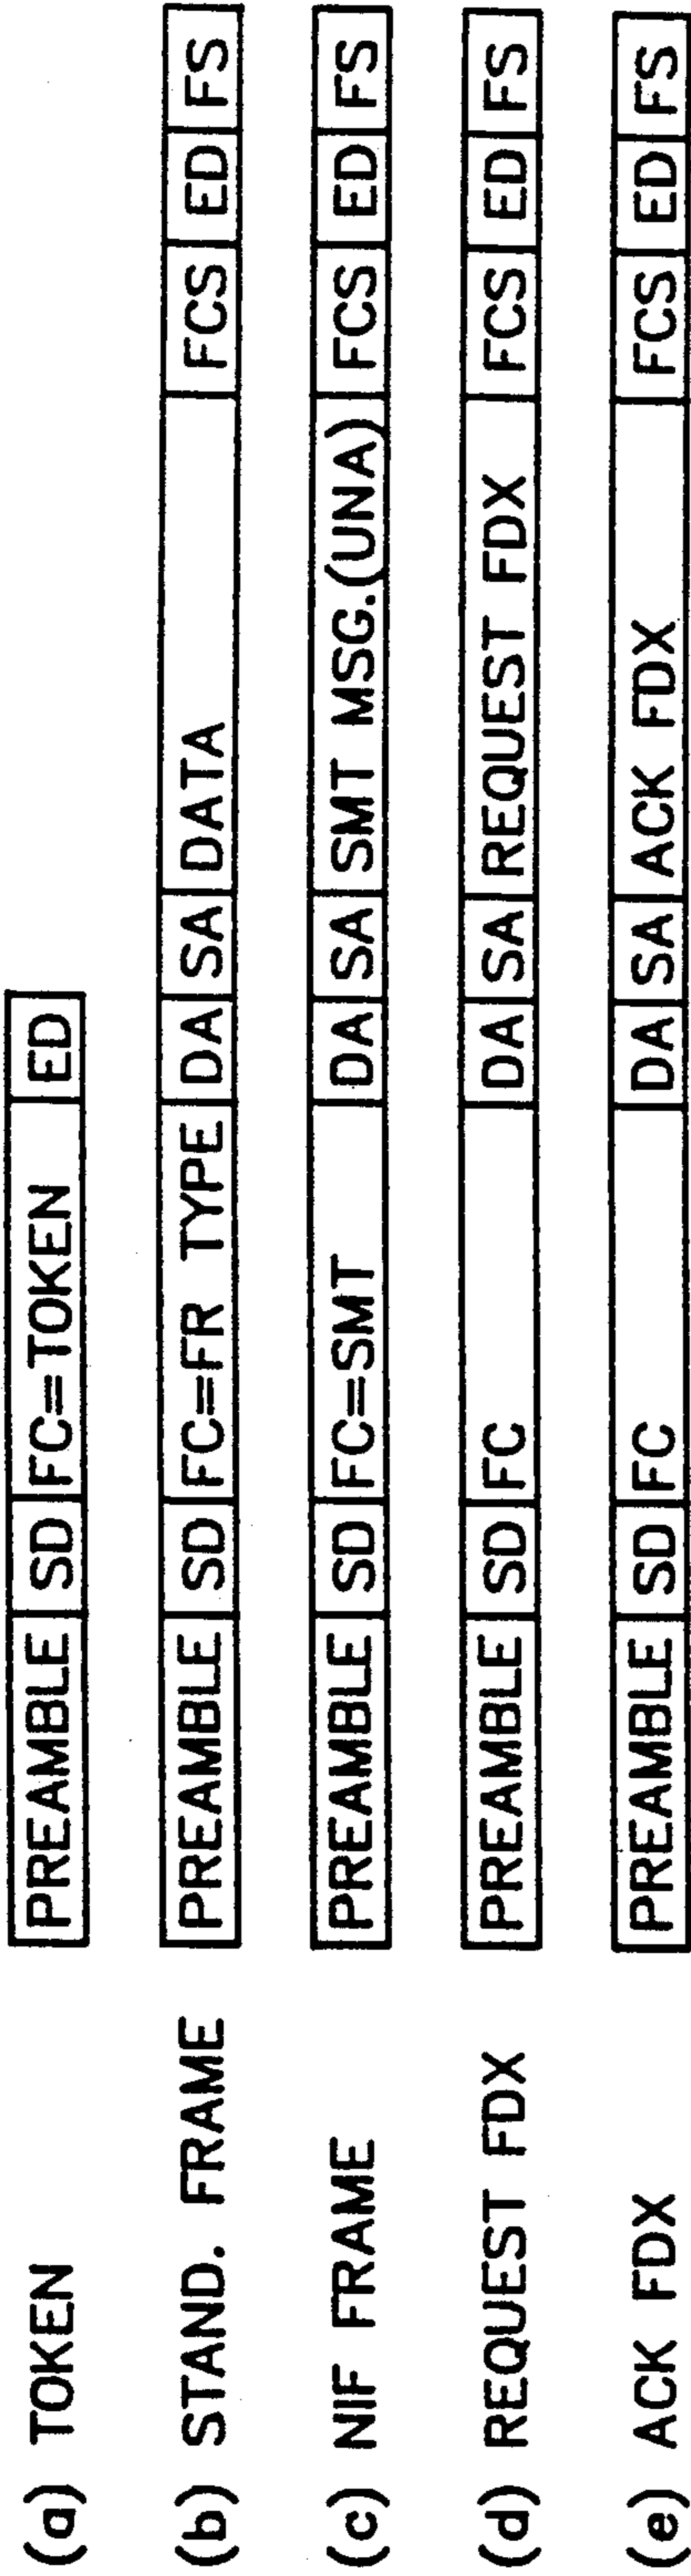 (a) TOKEN PREAMBLE SD FC=TOKEN ED
(b) STAND. FRAME PREAMBLE SD FC=FR TYPE DA SA DATA FCS ED FS
(c) NIF FRAME PREAMBLE SD FC=SMT DA SA SMT MSG.(UNA) FCS ED FS
(d) REQUEST FDX PREAMBLE SD FC DA SA REQUEST FDX FCS ED FS
(e) ACK FDX PREAMBLE SD FC DA SA ACK FDX FCS ED FS